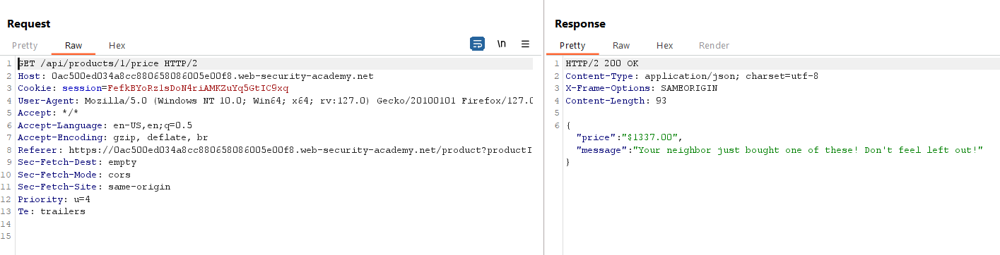 Request
Pretty Raw Hex
\n
1 GET /api/products/1/price HTTP/2
2 Host: 0ac500ed034a8cc880658086005e00f8.web-security-academy.net
3 Cookie: session=FefkBYoRzlsDoN4riAMKZuYq5GtIC9xq
4 User-Agent: Mozilla/5.0 (Windows NT 10.0; Win64; x64; rv:127.0) Gecko/20100101 Firefox/127.0
5 Accept: */*
6 Accept-Language: en-US,en;q=0.5
7 Accept-Encoding: gzip, deflate, br
8 Referer: https://0ac500ed034a8cc880658086005e00f8.web-security-academy.net/product?productI
9 Sec-Fetch-Dest: empty
10 Sec-Fetch-Mode: cors
11 Sec-Fetch-Site: same-origin
12 Priority: u=4
13 Te: trailers
14
15
Response
Pretty Raw Hex Render
1 HTTP/2 200 OK
2 Content-Type: application/json; charset=utf-8
3 X-Frame-Options: SAMEORIGIN
4 Content-Length: 93
5
6 {
"price":"$1337.00",
"message":"Your neighbor just bought one of these! Don't feel left out!"
}